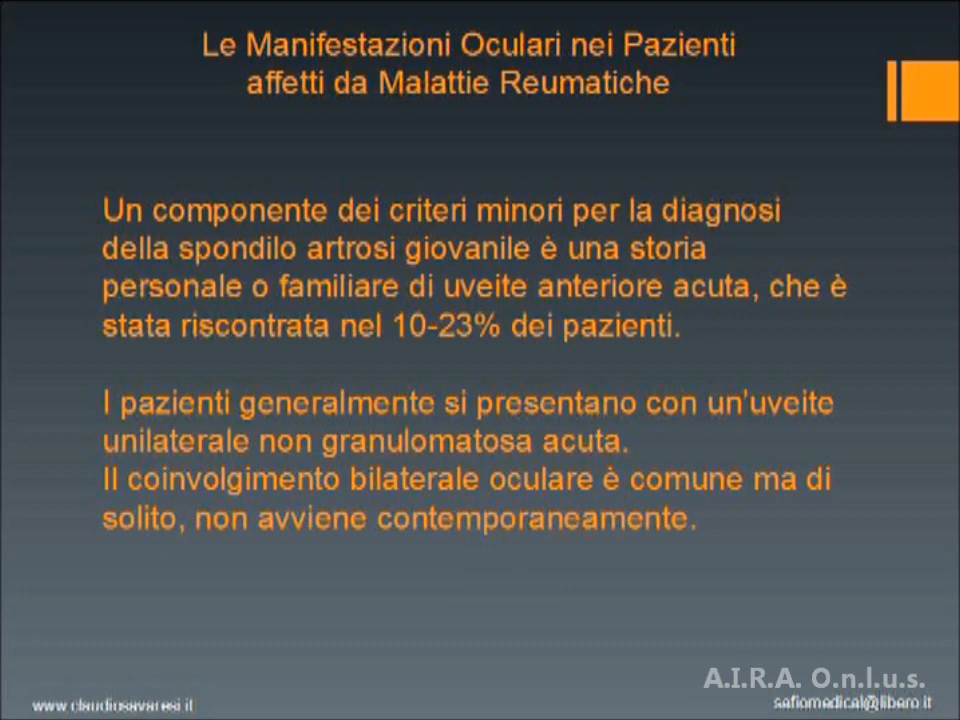 Le Manifestazioni Oculari nei Pazienti
affetti da Malattie Reumatiche
Un componente dei criteri minori per la diagnosi
della spondilo artrosi giovanile è una storia
personale o familiare di uveite anteriore acuta, che è
stata riscontrata nel 10-23% dei pazienti.
I pazienti generalmente si presentano con un'uveite
unilaterale non granulomatosa acuta.
Il coinvolgimento bilaterale oculare è comune ma di
solito, non avviene contemporaneamente.
A.I.R.A. O.n.l.u.s.
www.claudiosavaresi.it
safiomedical@libero.it